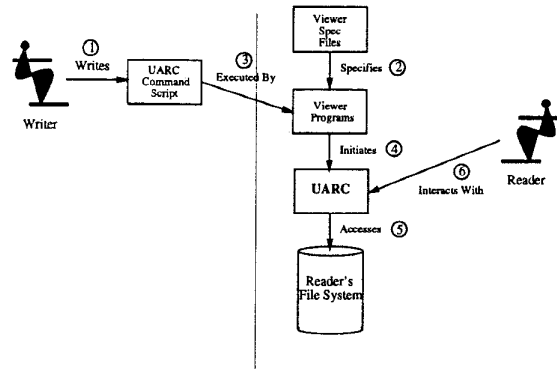 ① Writes
Writer
UARC
Command
Script
③
Executed By
Viewer
Spec
Files
Specifies ②
Viewer
Programs
Initiates ④
UARC
⑥
Interacts With
Reader
Accesses ⑤
Reader's
File System